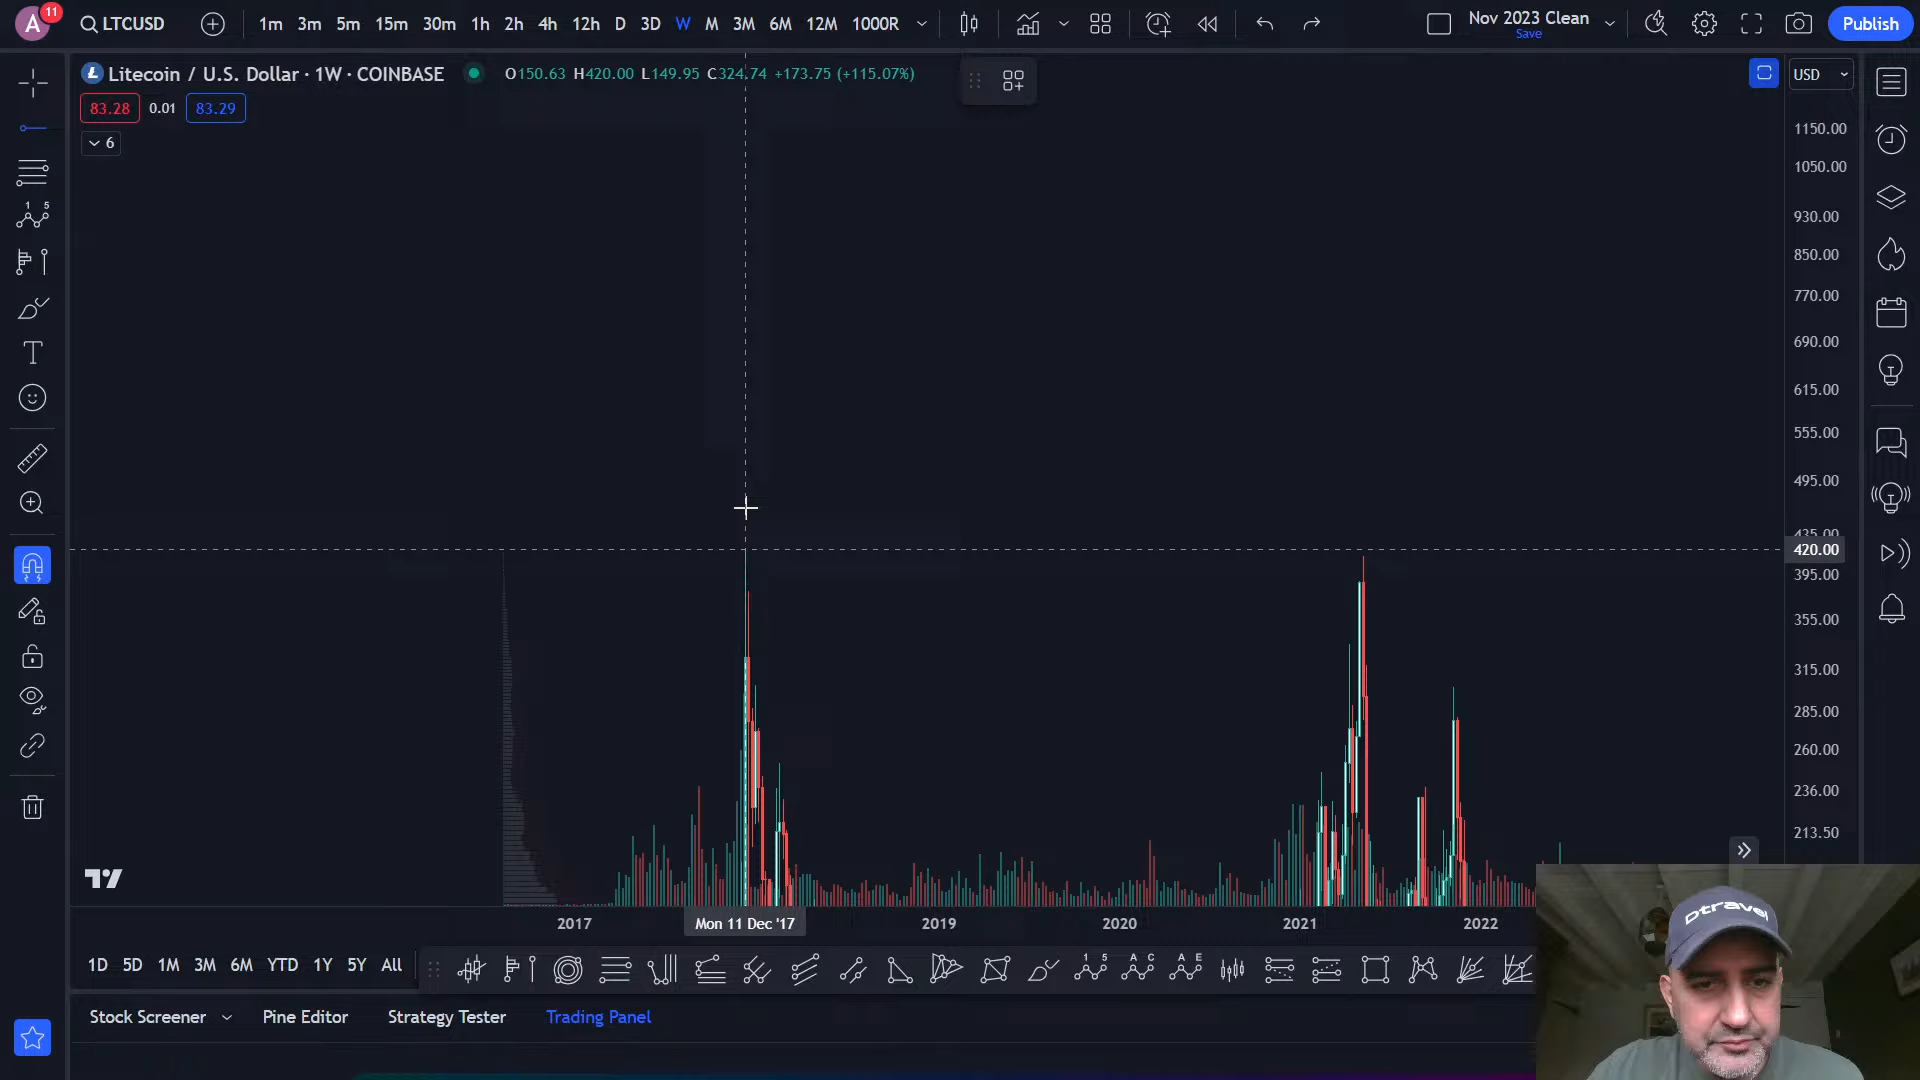 A 11 LTCUSD 1m 3m 5m 15m 30m 1h 2h 4h 12h D 3D W M 3M 6M 12M 1000R Nov 2023 Clean Save Publish
Litecoin / U.S. Dollar · 1W · COINBASE O150.63 H420.00 L149.95 C324.74 +173.75 (+115.07%) USD
83.28 0.01 83.29
6
1150.00
1050.00
930.00
850.00
770.00
690.00
615.00
555.00
495.00
435.00
420.00
395.00
355.00
315.00
285.00
260.00
236.00
213.50
2017 Mon 11 Dec '17 2019 2020 2021 2022
1D 5D 1M 3M 6M YTD 1Y 5Y All
Stock Screener Pine Editor Strategy Tester Trading Panel
Dtravel